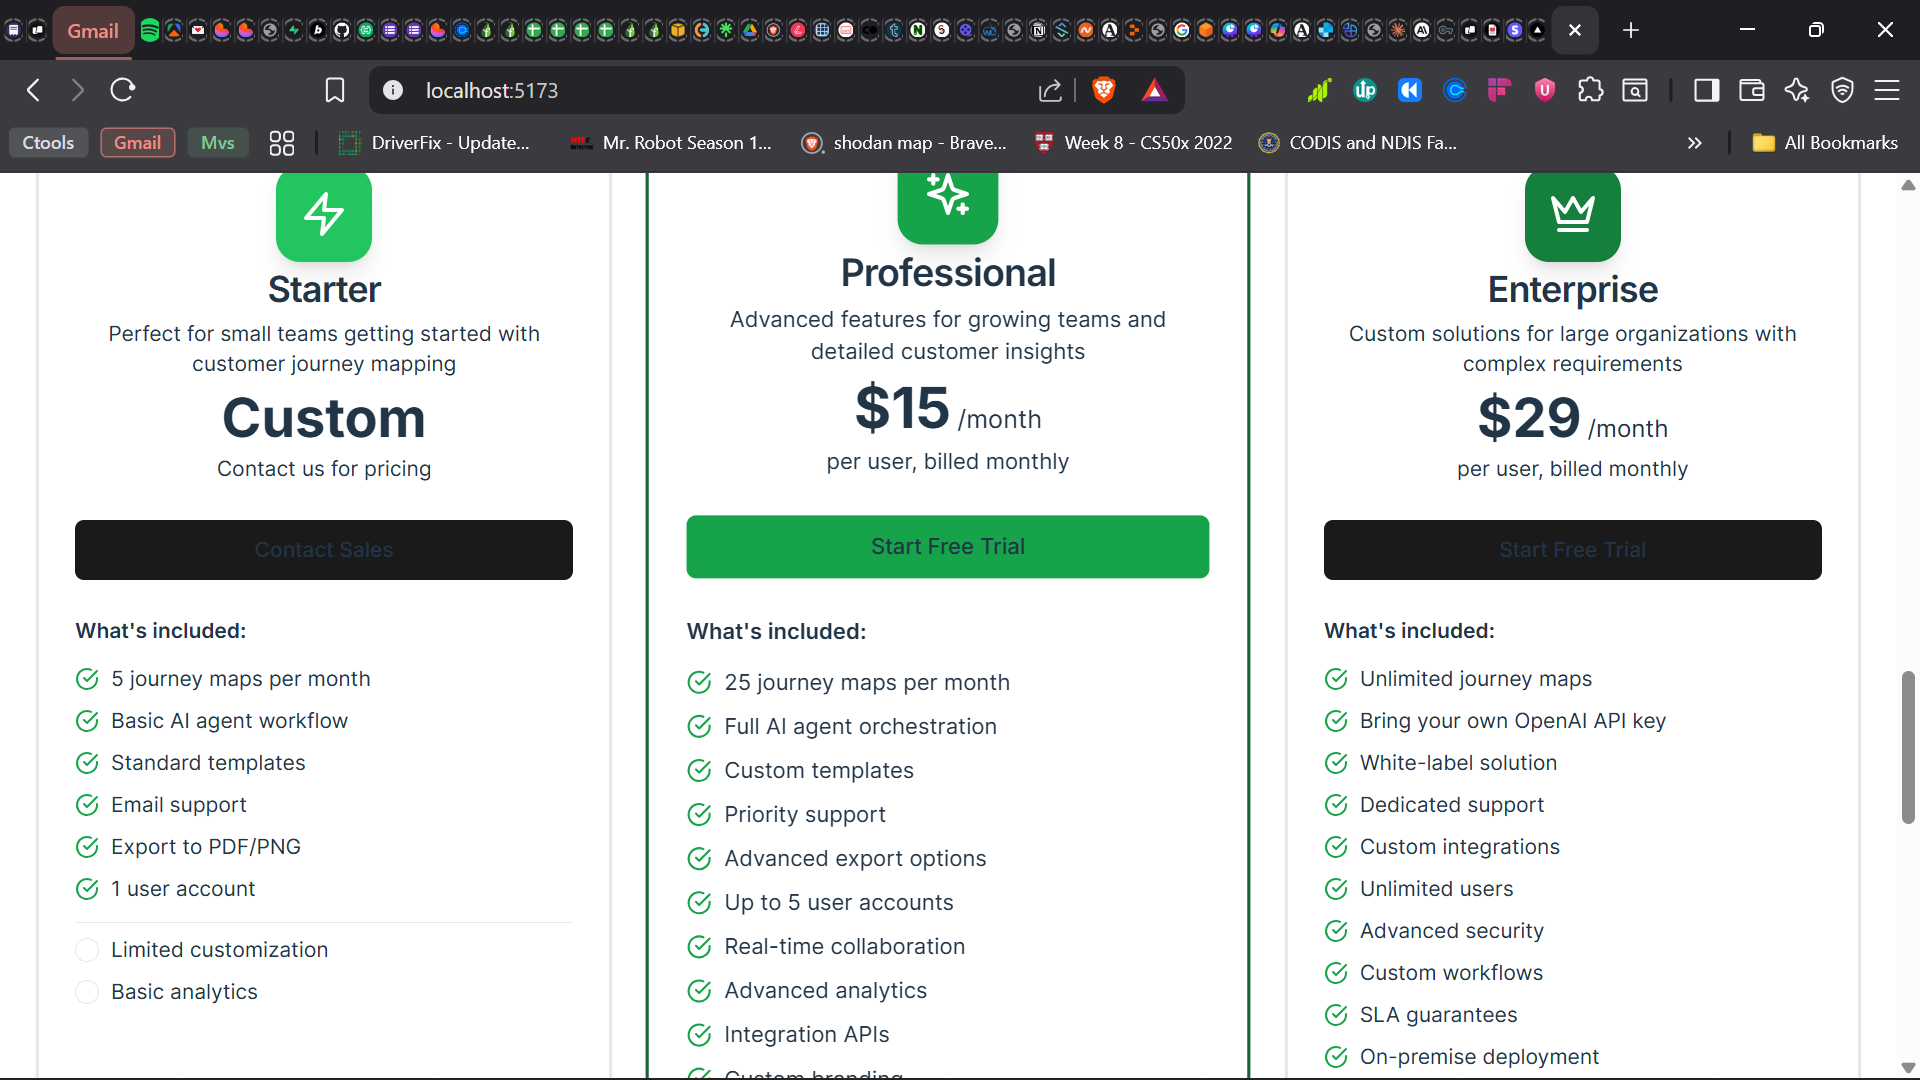 Gmail
localhost:5173
Ctools
Gmail
Mvs
DriverFix - Update...
Mr. Robot Season 1...
shodan map - Brave...
Week 8 - CS50x 2022
CODIS and NDIS Fa...
All Bookmarks
Starter
Perfect for small teams getting started with
customer journey mapping
Custom
Contact us for pricing
Contact Sales
What's included:
5 journey maps per month
Basic AI agent workflow
Standard templates
Email support
Export to PDF/PNG
1 user account
Limited customization
Basic analytics
Professional
Advanced features for growing teams and
detailed customer insights
$15 /month
per user, billed monthly
Start Free Trial
What's included:
25 journey maps per month
Full AI agent orchestration
Custom templates
Priority support
Advanced export options
Up to 5 user accounts
Real-time collaboration
Advanced analytics
Integration APIs
Custom branding
Enterprise
Custom solutions for large organizations with
complex requirements
$29 /month
per user, billed monthly
Start Free Trial
What's included:
Unlimited journey maps
Bring your own OpenAI API key
White-label solution
Dedicated support
Custom integrations
Unlimited users
Advanced security
Custom workflows
SLA guarantees
On-premise deployment